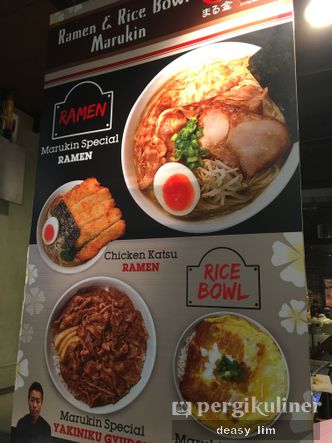 Ramen & Rice Bowl
Marukin
まる金
RAMEN
Marukin Special
RAMEN
Chicken Katsu
RAMEN
RICE
BOWL
Marukin Special
YAKINIKU GYUDON
pergikuliner
deasy_lim